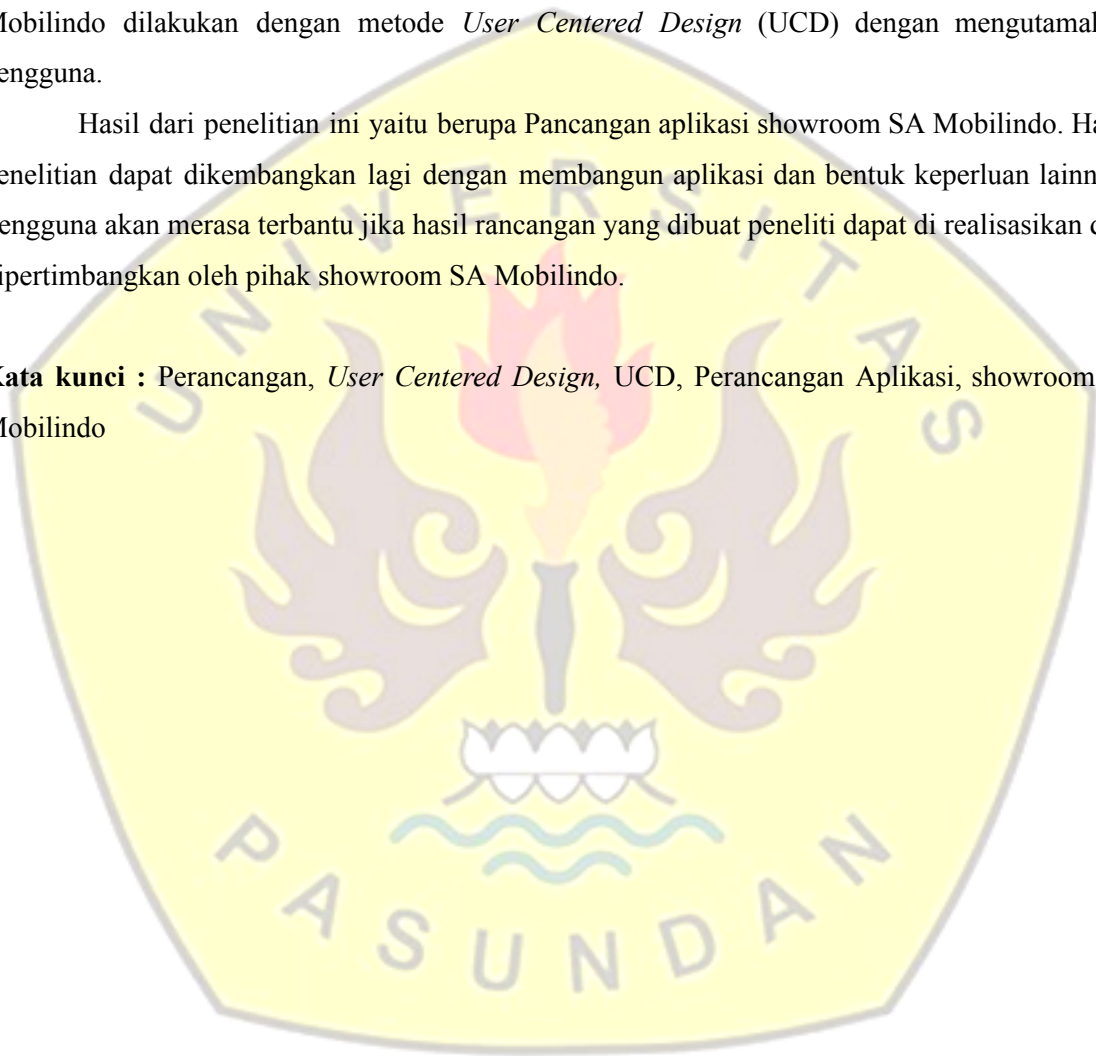 Mobilindo dilakukan dengan metode User Centered Design (UCD) dengan mengutamak
engguna.
Hasil dari penelitian ini yaitu berupa Pancangan aplikasi showroom SA Mobilindo. Ha
enelitian dapat dikembangkan lagi dengan membangun aplikasi dan bentuk keperluan lainn
engguna akan merasa terbantu jika hasil rancangan yang dibuat peneliti dapat di realisasikan d
ipertimbangkan oleh pihak showroom SA Mobilindo.
Kata kunci : Perancangan, User Centered Design, UCD, Perancangan Aplikasi, showroom
Mobilindo
UNIVERSITAS
PASUNDAN